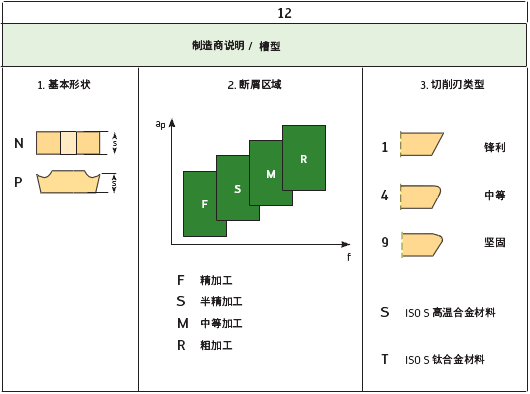 12
制造商说明 / 槽型
1. 基本形状
N
S
P
S
2. 断屑区域
ap
F
S
M
R
f
F 精加工
S 半精加工
M 中等加工
R 粗加工
3. 切削刃类型
1 锋利
4 中等
9 坚固
S ISO S 高温合金材料
T ISO S 钛合金材料